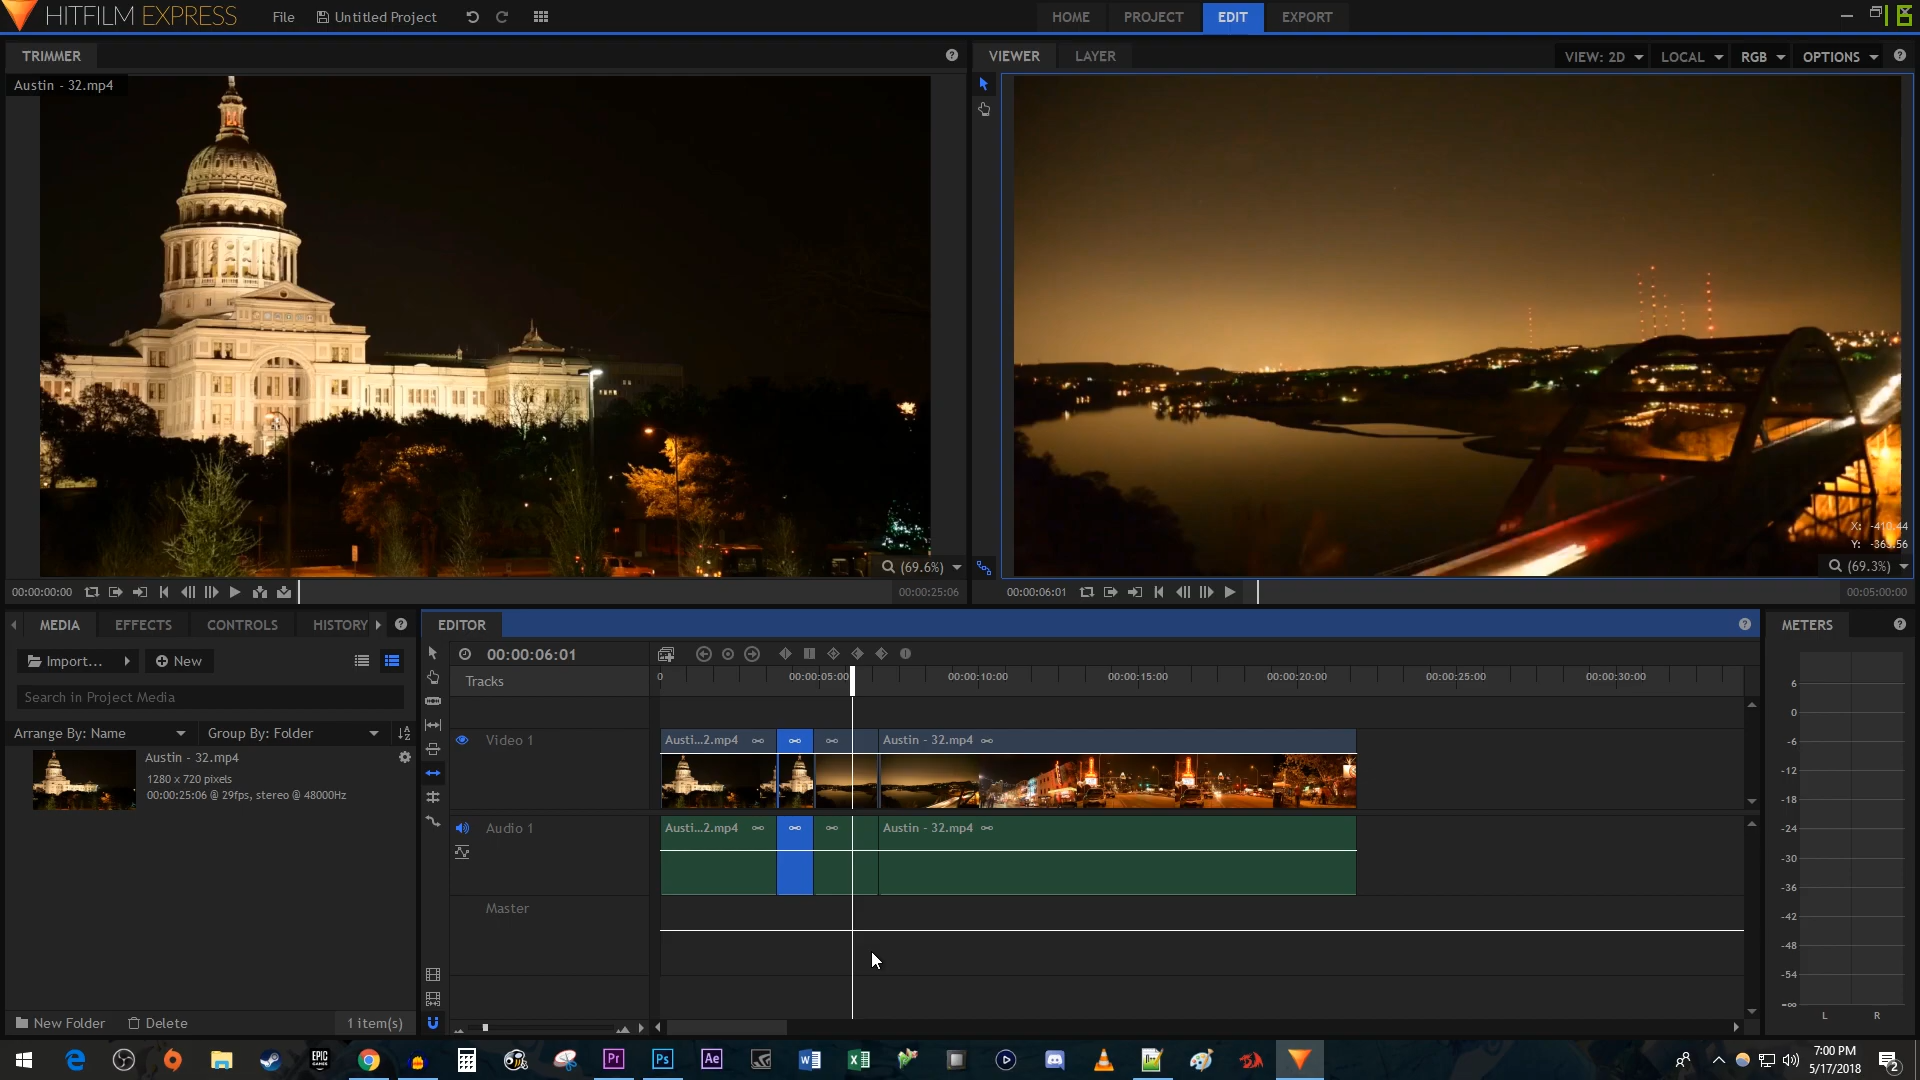 HITFILM EXPRESS
File
Untitled Project
HOME
PROJECT
EDIT
EXPORT
TRIMMER
Austin - 32.mp4
(69.6%)
00:00:00:00
00:00:25:06
VIEWER
LAYER
VIEW: 2D
LOCAL
RGB
OPTIONS
X: -410.44
(69.3%)
00:00:06:01
00:05:00:00
MEDIA
EFFECTS
CONTROLS
HISTORY
Import...
New
Search in Project Media
Arrange By: Name
Group By: Folder
Austin - 32.mp4
1280 x 720 pixels
00:00:25:06 @ 29fps, stereo @ 48000Hz
New Folder
Delete
1 item(s)
EDITOR
00:00:06:01
Tracks
0
00:00:05:00
00:00:10:00
00:00:15:00
00:00:20:00
00:00:25:00
00:00:30:00
Video 1
Austi...2.mp4
Austin - 32.mp4
Audio 1
Austi...2.mp4
Austin - 32.mp4
Master
METERS
6
0
-6
-12
-18
-24
-30
-36
-42
-48
-54
-∞
L
R
EPIC GAMES
Pr
Ps
Ae
7:00 PM
5/17/2018
2